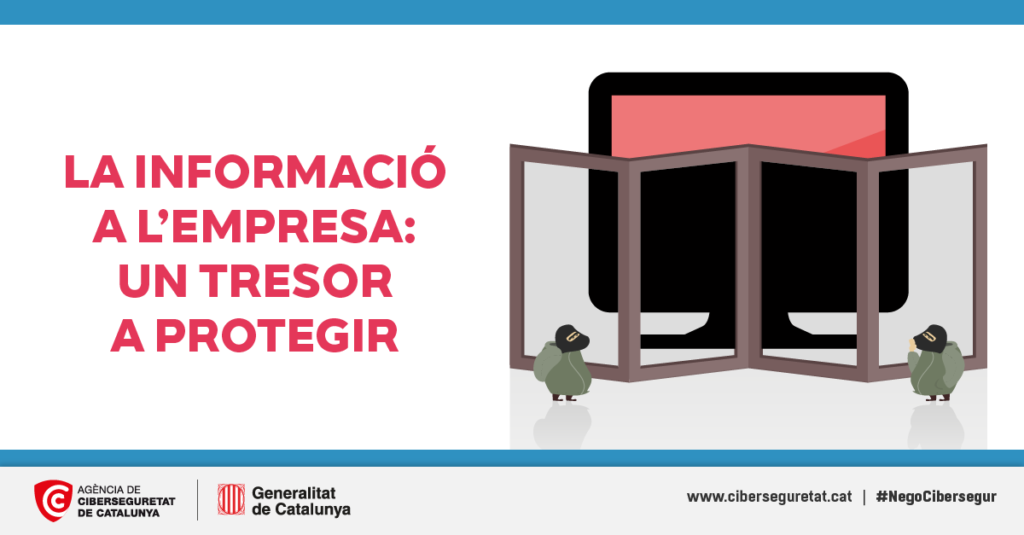 LA INFORMACIÓ
A L’EMPRESA:
UN TRESOR
A PROTEGIR
AGÈNCIA DE
CIBERSEGURETAT
DE CATALUNYA
Generalitat
de Catalunya
www.ciberseguretat.cat | #NegoCibersegur